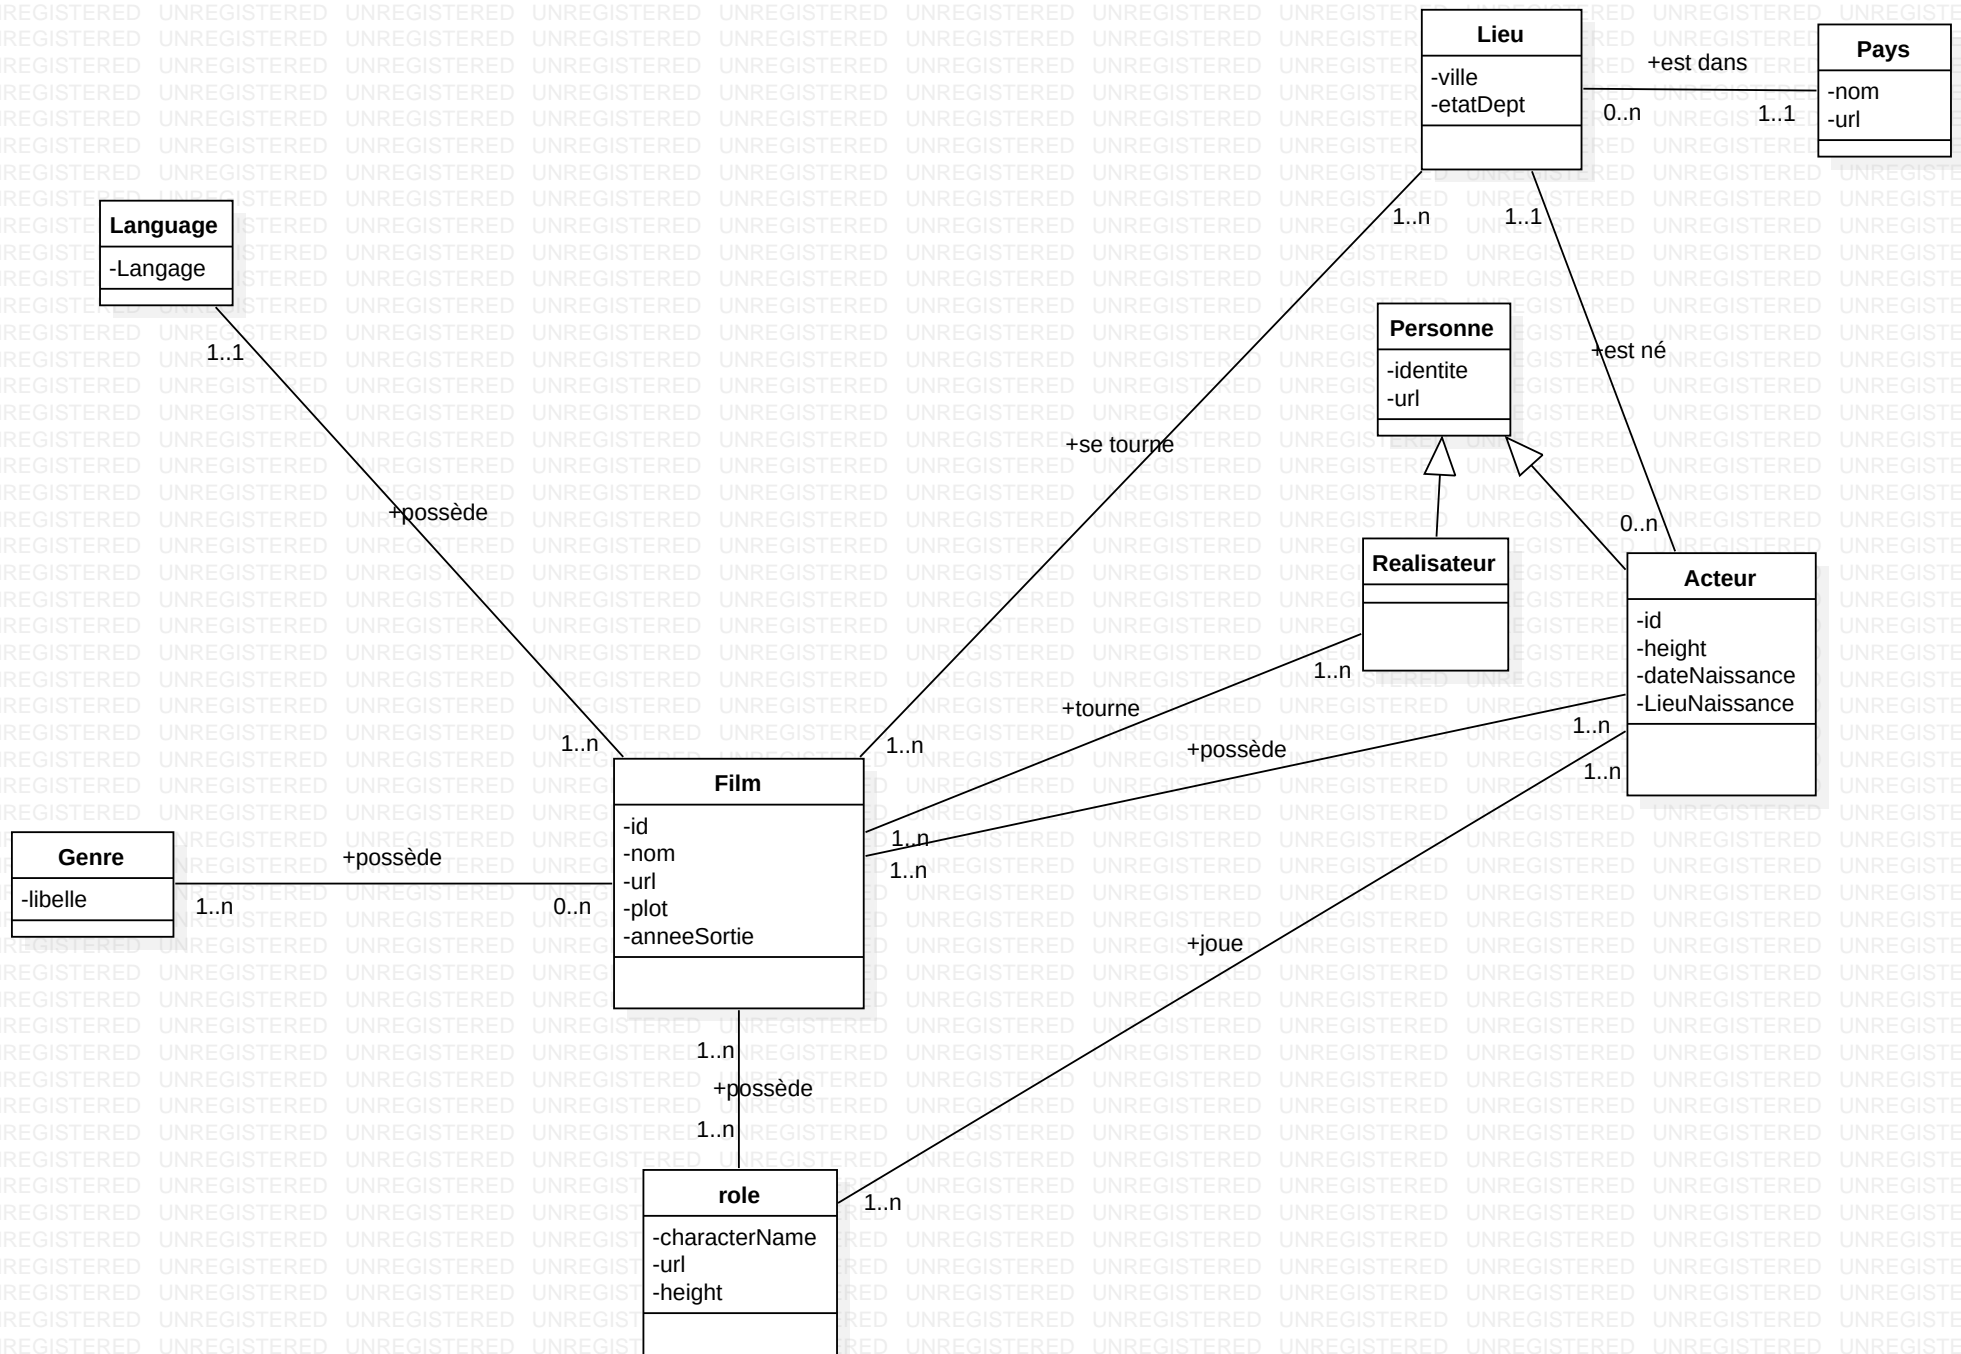 Lieu
-ville
-etatDept
+est dans
0..n
1..1
Pays
-nom
-url
Language
-Langage
1..1
+possède
1..n
1..n
1..1
+se tourne
1..n
+est né
0..n
Personne
-identite
-url
Realisateur
1..n
+tourne
1..n
Acteur
-id
-height
-dateNaissance
-LieuNaissance
1..n
+possède
1..n
1..n
+joue
1..n
Film
-id
-nom
-url
-plot
-anneeSortie
Genre
-libelle
+possède
1..n
0..n
1..n
+possède
1..n
role
-characterName
-url
-height
UNREGISTERED